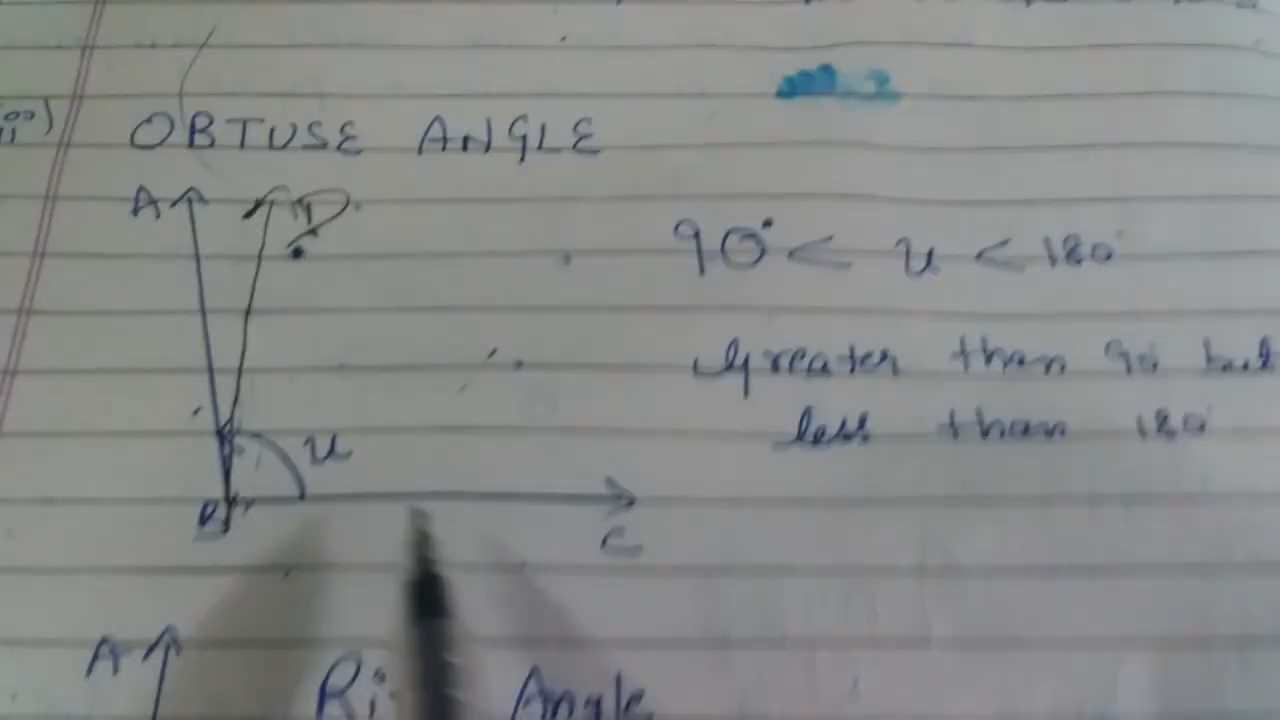 OBTUSE ANGLE
A D
90° < u < 180°
Greater than 90 but
less than 180°
u
B
C
A
Angle